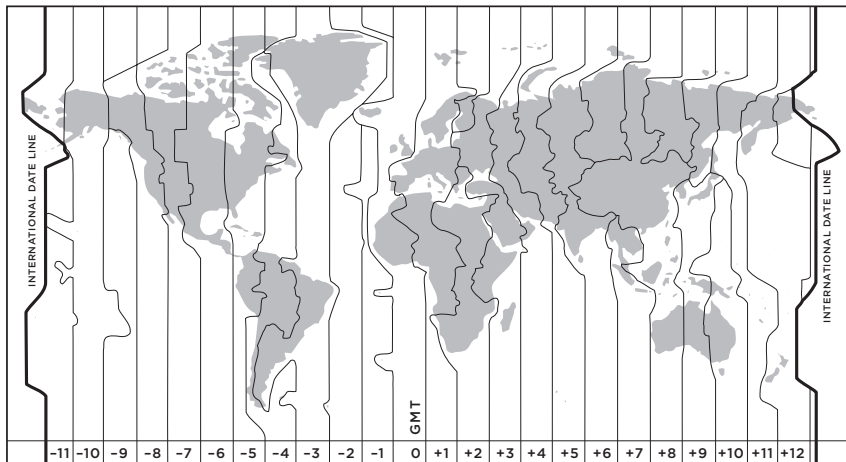 INTERNATIONAL DATE LINE
INTERNATIONAL DATE LINE
GMT
−11 −10 −9 −8 −7 −6 −5 −4 −3 −2 −1 0 +1 +2 +3 +4 +5 +6 +7 +8 +9 +10 +11 +12